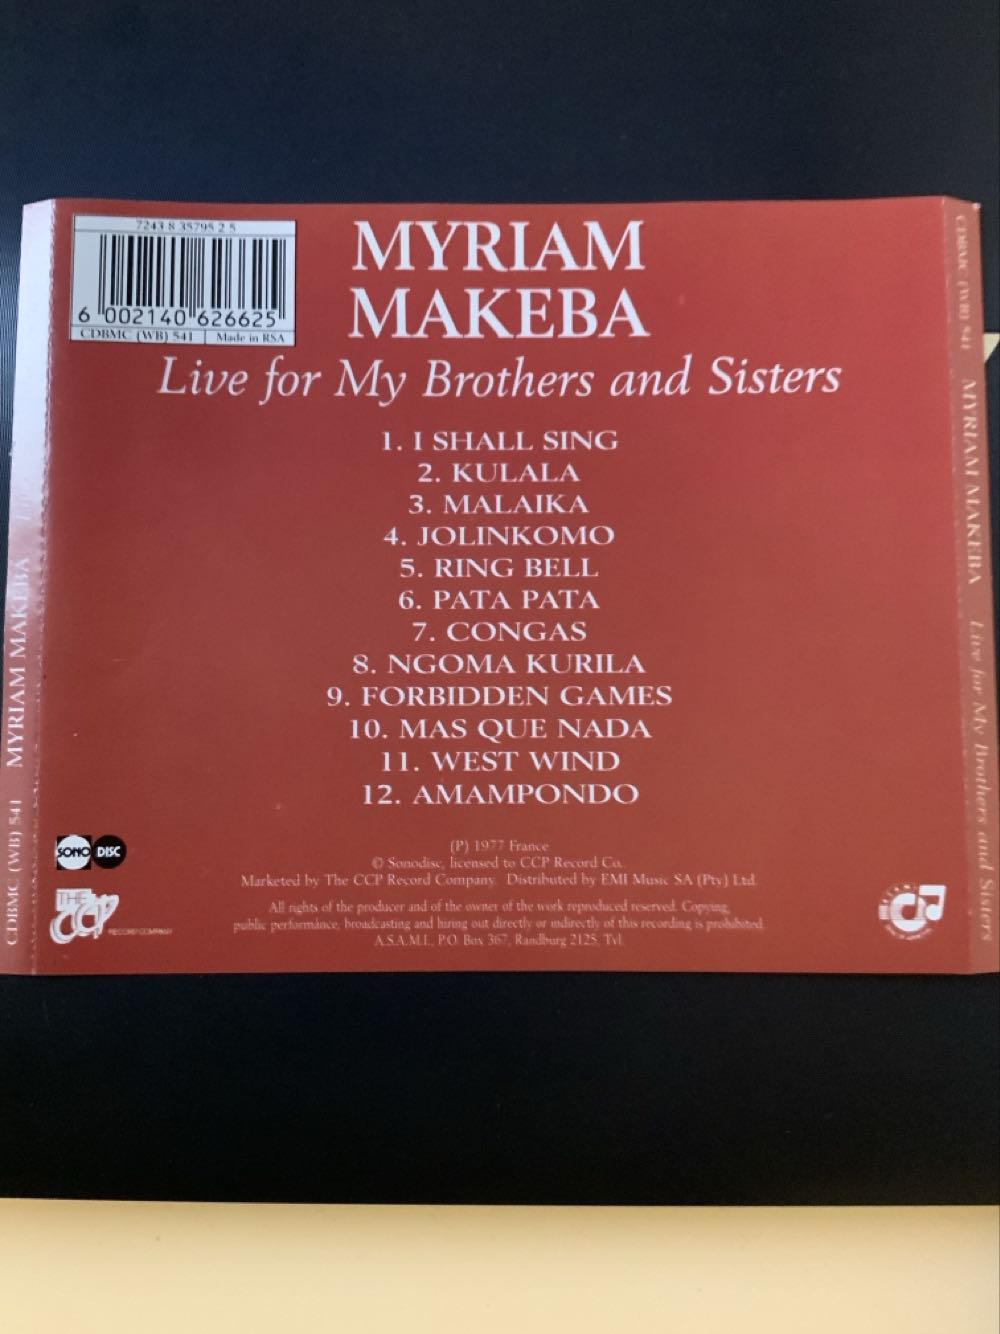 7243 8 35795 2 5
6 002140 626625
CDBMC (WB) 541 Made in RSA
MYRIAM
MAKEBA
Live for My Brothers and Sisters
1. I SHALL SING
2. KULALA
3. MALAIKA
4. JOLINKOMO
5. RING BELL
6. PATA PATA
7. CONGAS
8. NGOMA KURILA
9. FORBIDDEN GAMES
10. MAS QUE NADA
11. WEST WIND
12. AMAMPONDO
(P) 1977 France
© Sonodisc, licensed to CCP Record Co.
Marketed by The CCP Record Company. Distributed by EMI Music SA (Pty) Ltd.
All rights of the producer and of the owner of the work reproduced reserved. Copying,
public performance, broadcasting and hiring out directly or indirectly of this recording is prohibited.
A.S.A.M.I., P.O. Box 367, Randburg 2125, Tvl.
SONO DISC
THE CCP RECORD COMPANY
CDBMC (WB) 541 MYRIAM MAKEBA
CDBMC (WB) 541 MYRIAM MAKEBA Live for My Brothers and Sisters